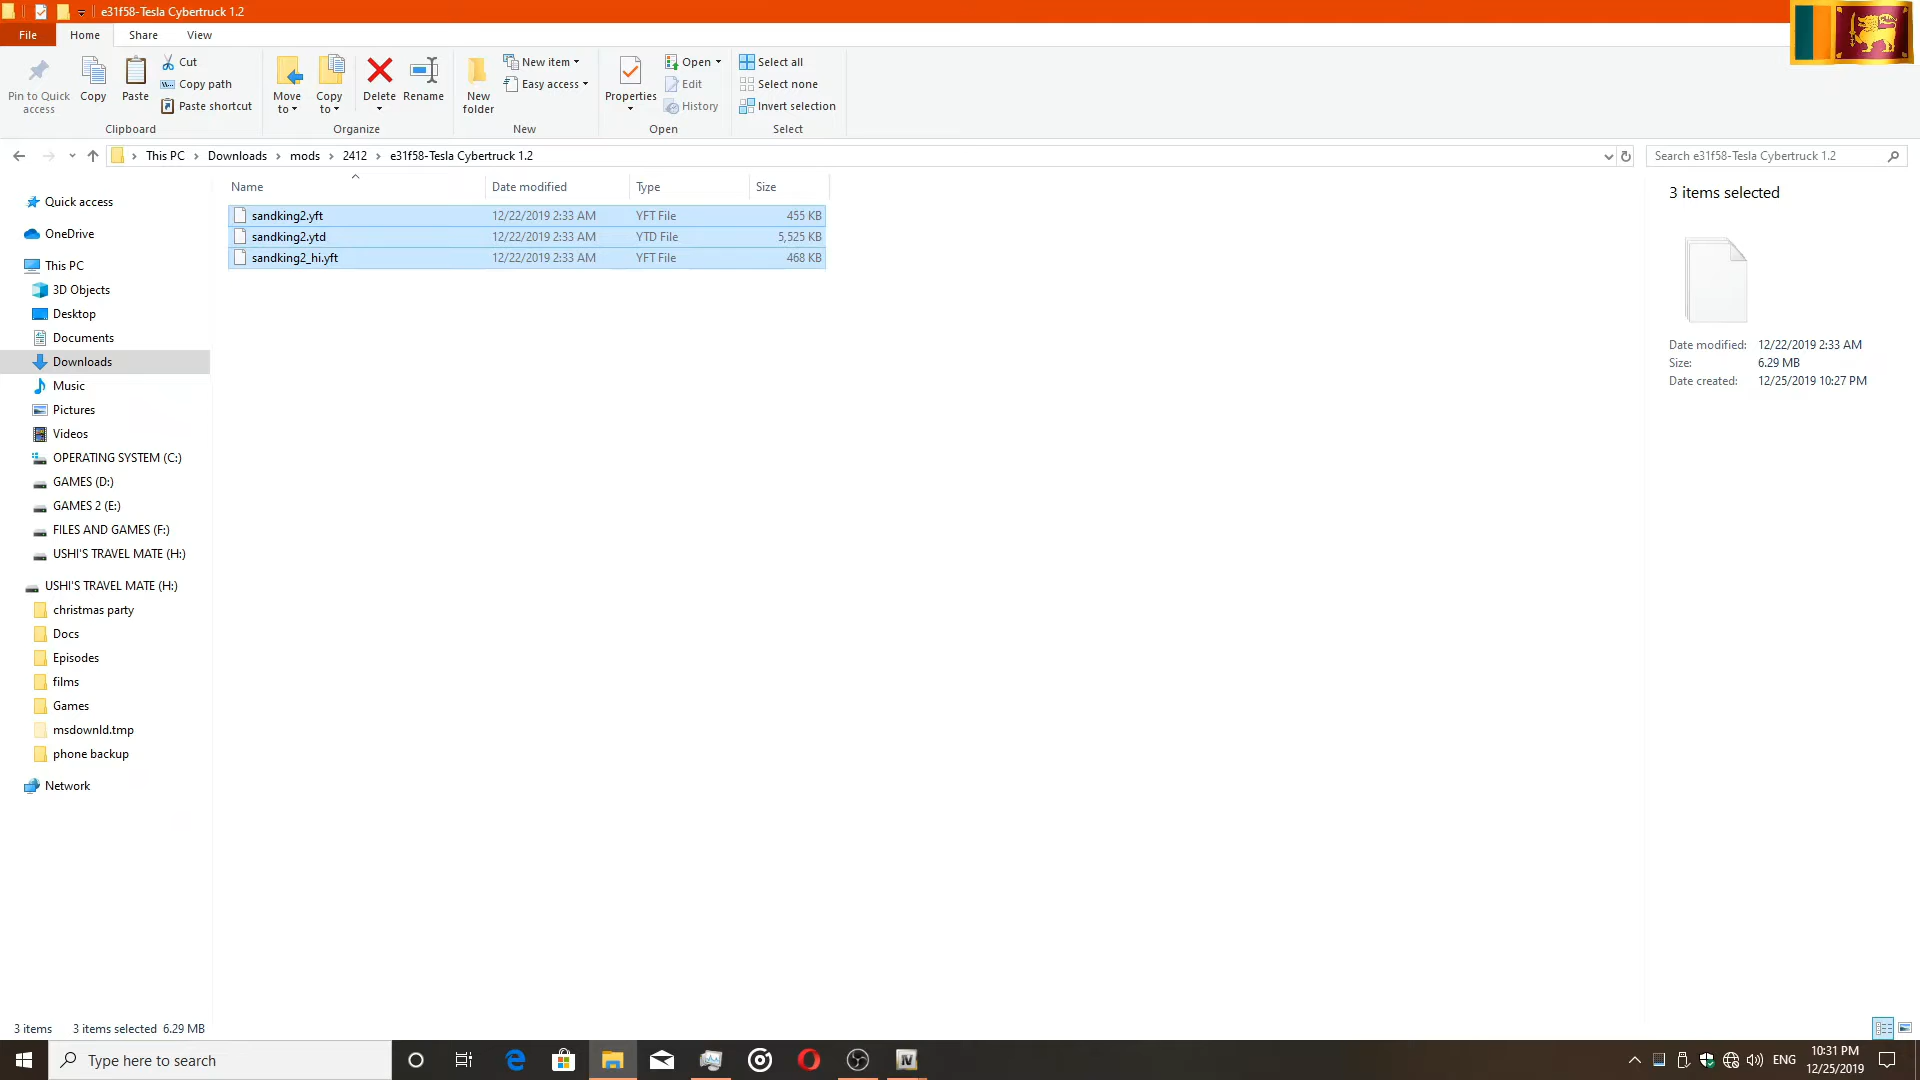 e31f58-Tesla Cybertruck 1.2
File
Home
Share
View
Pin to Quick access
Copy
Paste
Cut
Copy path
Paste shortcut
Clipboard
Move to
Copy to
Delete
Rename
Organize
New folder
New item
Easy access
New
Properties
Open
Edit
History
Open
Select all
Select none
Invert selection
Select
This PC
Downloads
mods
2412
e31f58-Tesla Cybertruck 1.2
Search e31f58-Tesla Cybertruck 1.2
Quick access
OneDrive
This PC
3D Objects
Desktop
Documents
Downloads
Music
Pictures
Videos
OPERATING SYSTEM (C:)
GAMES (D:)
GAMES 2 (E:)
FILES AND GAMES (F:)
USHI'S TRAVEL MATE (H:)
USHI'S TRAVEL MATE (H:)
christmas party
Docs
Episodes
films
Games
msdownld.tmp
phone backup
Network
Name Date modified Type Size
sandking2.yft 12/22/2019 2:33 AM YFT File 455 KB
sandking2.ytd 12/22/2019 2:33 AM YTD File 5,525 KB
sandking2_hi.yft 12/22/2019 2:33 AM YFT File 468 KB
3 items selected
Date modified: 12/22/2019 2:33 AM
Size: 6.29 MB
Date created: 12/25/2019 10:27 PM
3 items 3 items selected 6.29 MB
Type here to search
ENG
10:31 PM
12/25/2019